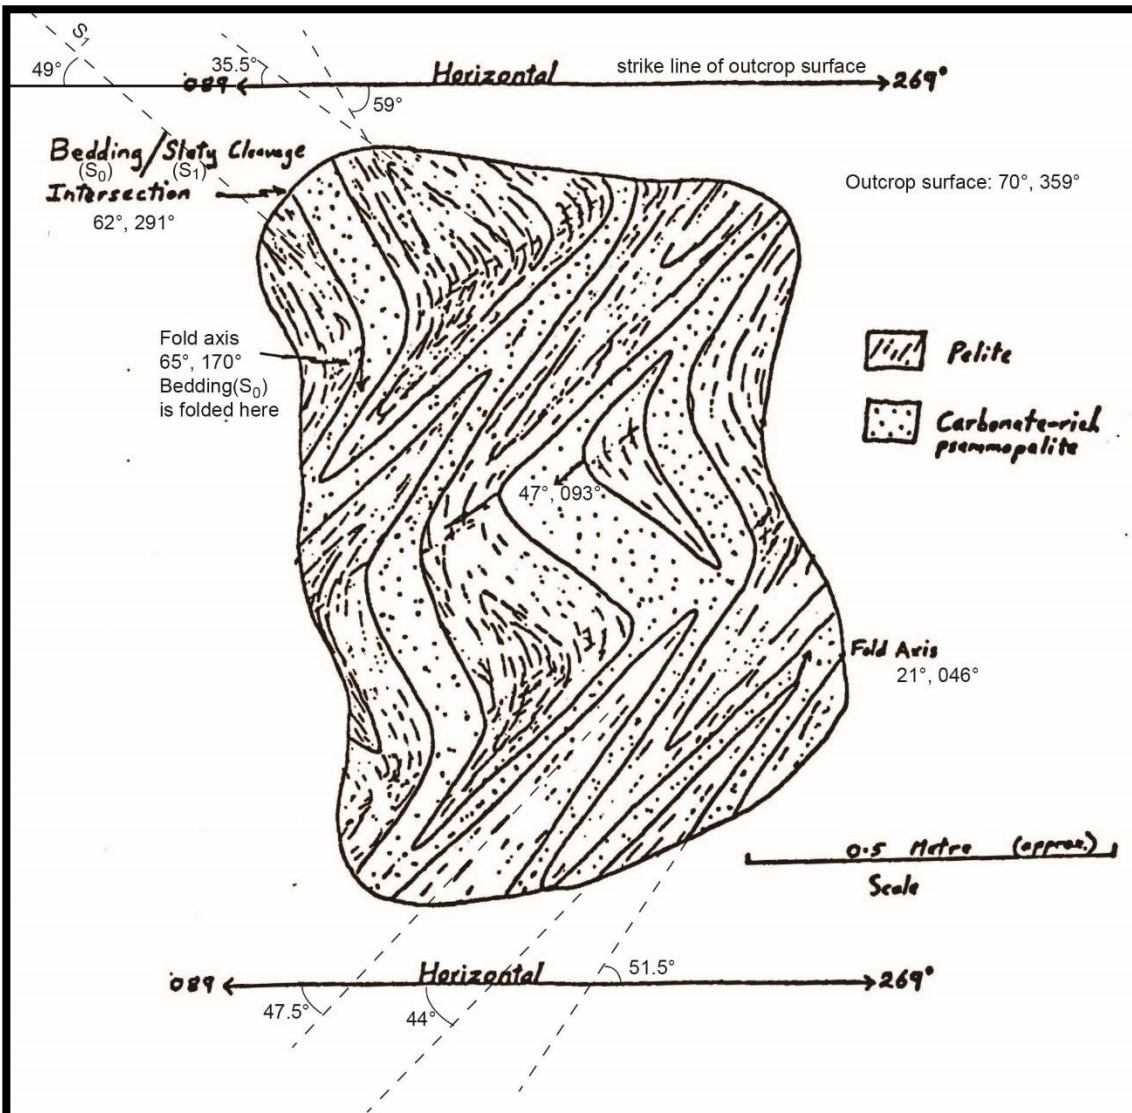 S1
49°
35.5°
089
Horizontal
strike line of outcrop surface
269°
59°
Bedding/Slaty Cleavage
(S0) (S1)
Intersection
62°, 291°
Outcrop surface: 70°, 359°
Fold axis
65°, 170°
Bedding(S0)
is folded here
Pelite
Carbonate-rich
psammopelite
47°, 093°
Fold Axis
21°, 046°
0.5 Metre (approx.)
Scale
089
Horizontal
269°
51.5°
47.5°
44°